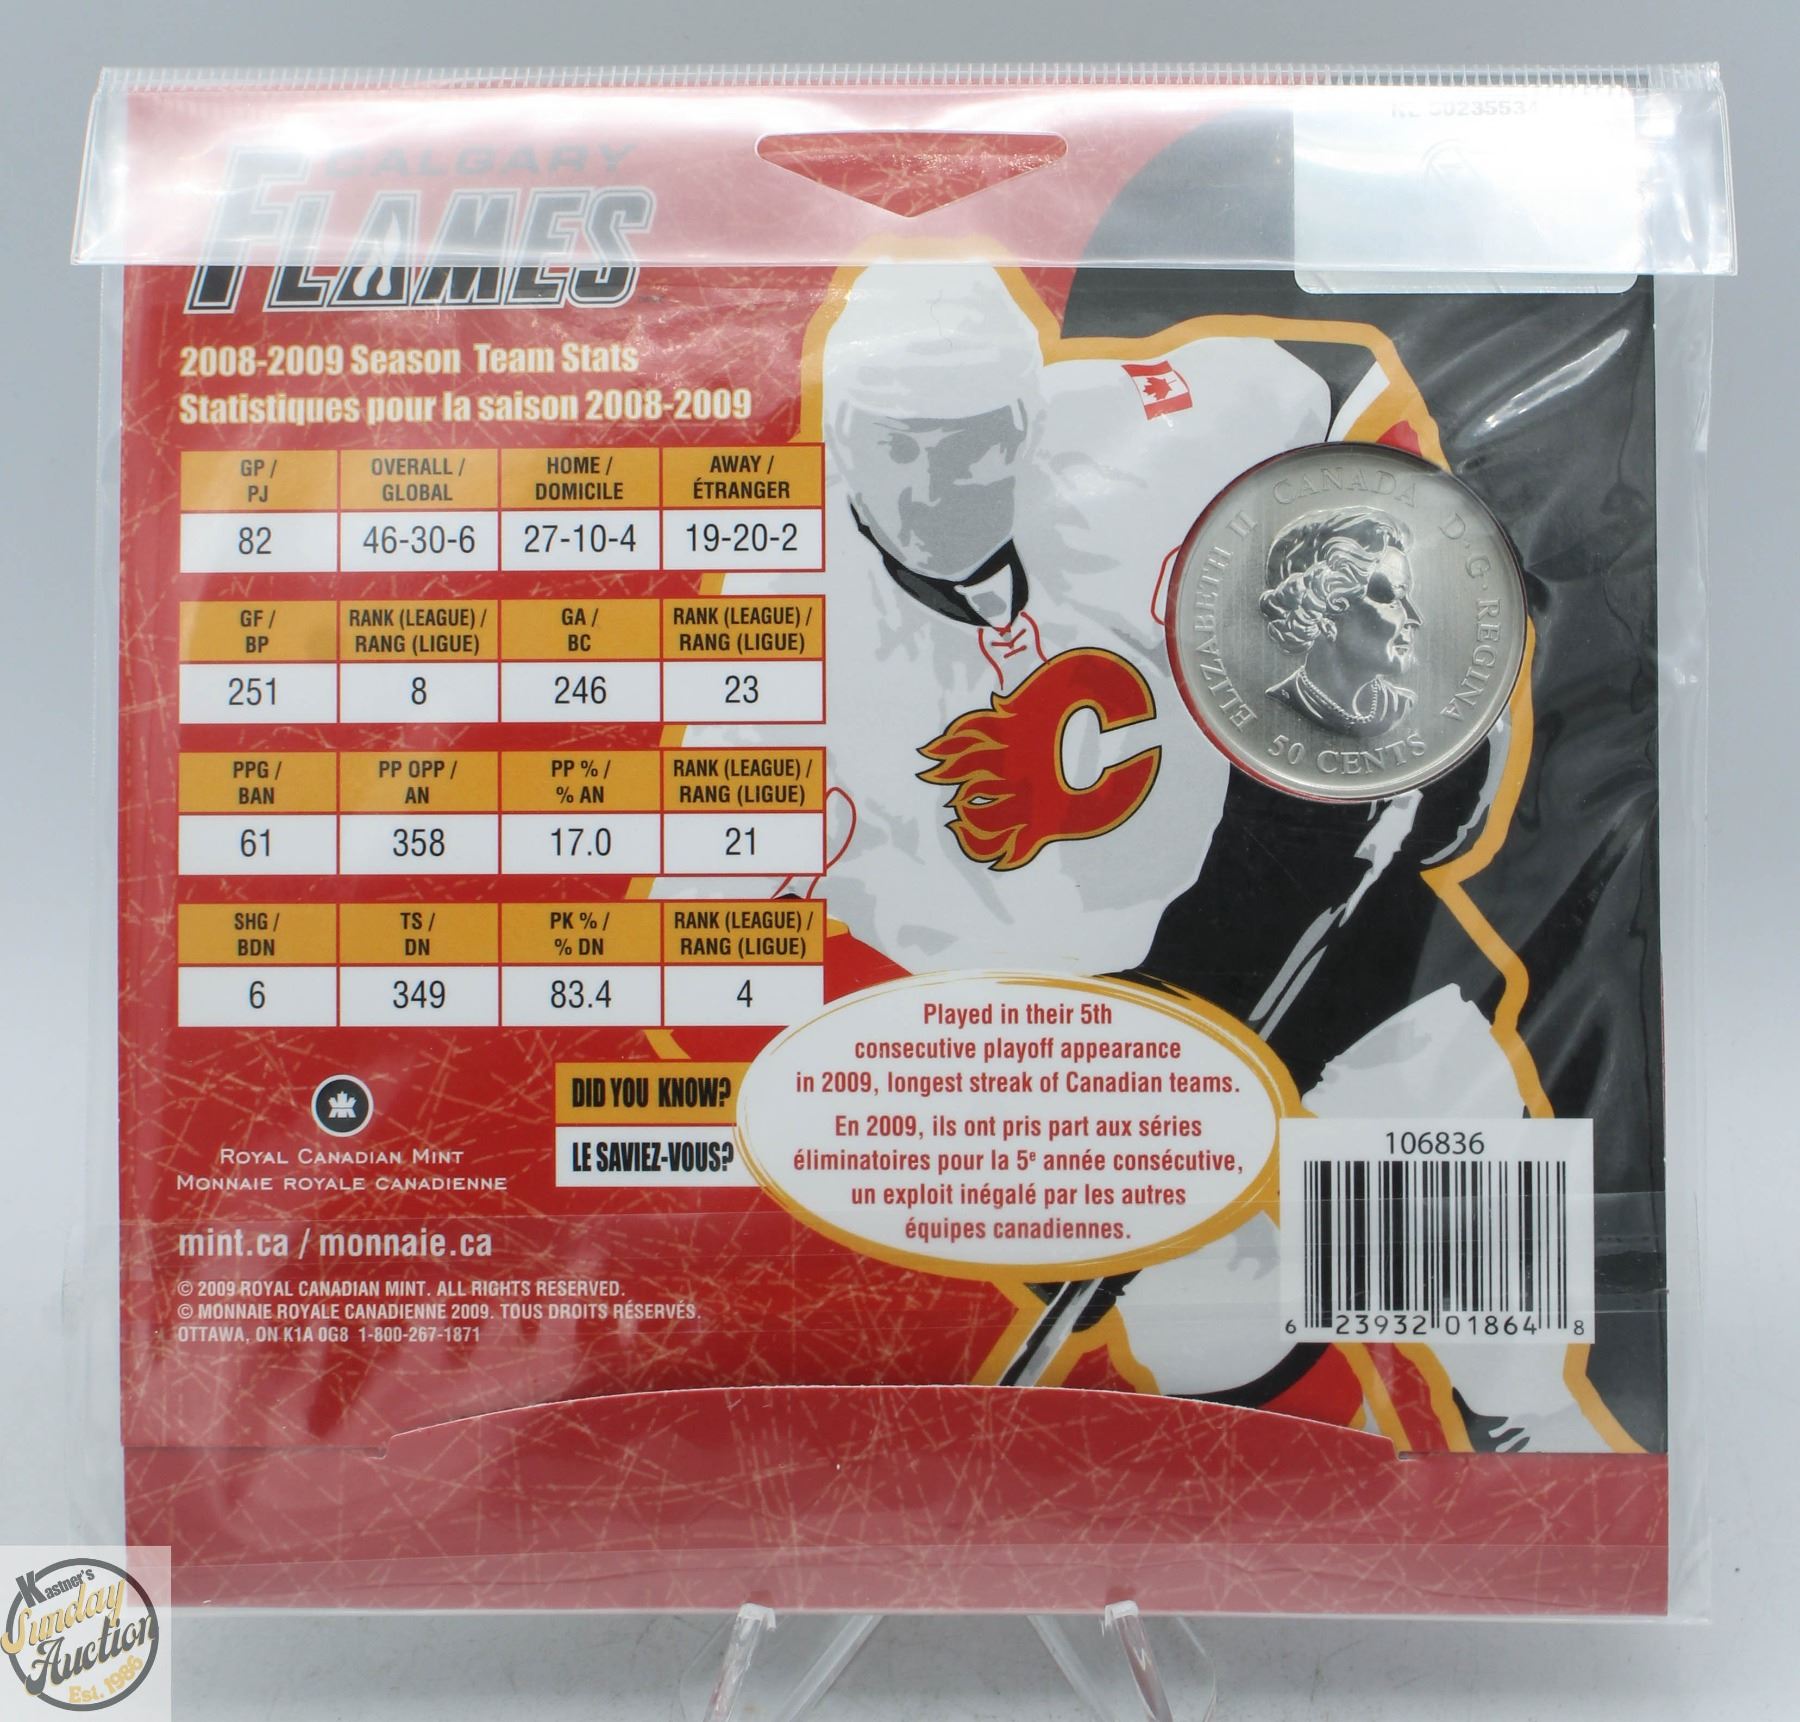 CALGARY
FLAMES
2008-2009 Season Team Stats
Statistiques pour la saison 2008-2009
GP / OVERALL / HOME / AWAY /
PJ GLOBAL DOMICILE ÉTRANGER
82 46-30-6 27-10-4 19-20-2
GF / RANK (LEAGUE) / GA / RANK (LEAGUE) /
BP RANG (LIGUE) BC RANG (LIGUE)
251 8 246 23
PPG / PP OPP / PP % / RANK (LEAGUE) /
BAN AN % AN RANG (LIGUE)
61 358 17.0 21
SHG / TS / PK % / RANK (LEAGUE) /
BDN DN % DN RANG (LIGUE)
6 349 83.4 4
ELIZABETH II CANADA D·G·REGINA
50 CENTS
C
DID YOU KNOW?
LE SAVIEZ-VOUS?
Played in their 5th
consecutive playoff appearance
in 2009, longest streak of Canadian teams.
En 2009, ils ont pris part aux séries
éliminatoires pour la 5e année consécutive,
un exploit inégalé par les autres
équipes canadiennes.
ROYAL CANADIAN MINT
MONNAIE ROYALE CANADIENNE
mint.ca / monnaie.ca
© 2009 ROYAL CANADIAN MINT. ALL RIGHTS RESERVED.
© MONNAIE ROYALE CANADIENNE 2009. TOUS DROITS RÉSERVÉS.
OTTAWA, ON K1A 0G8 1-800-267-1871
106836
6 23932 01864 8
Kastner's
Sunday
Auction
Est. 1986